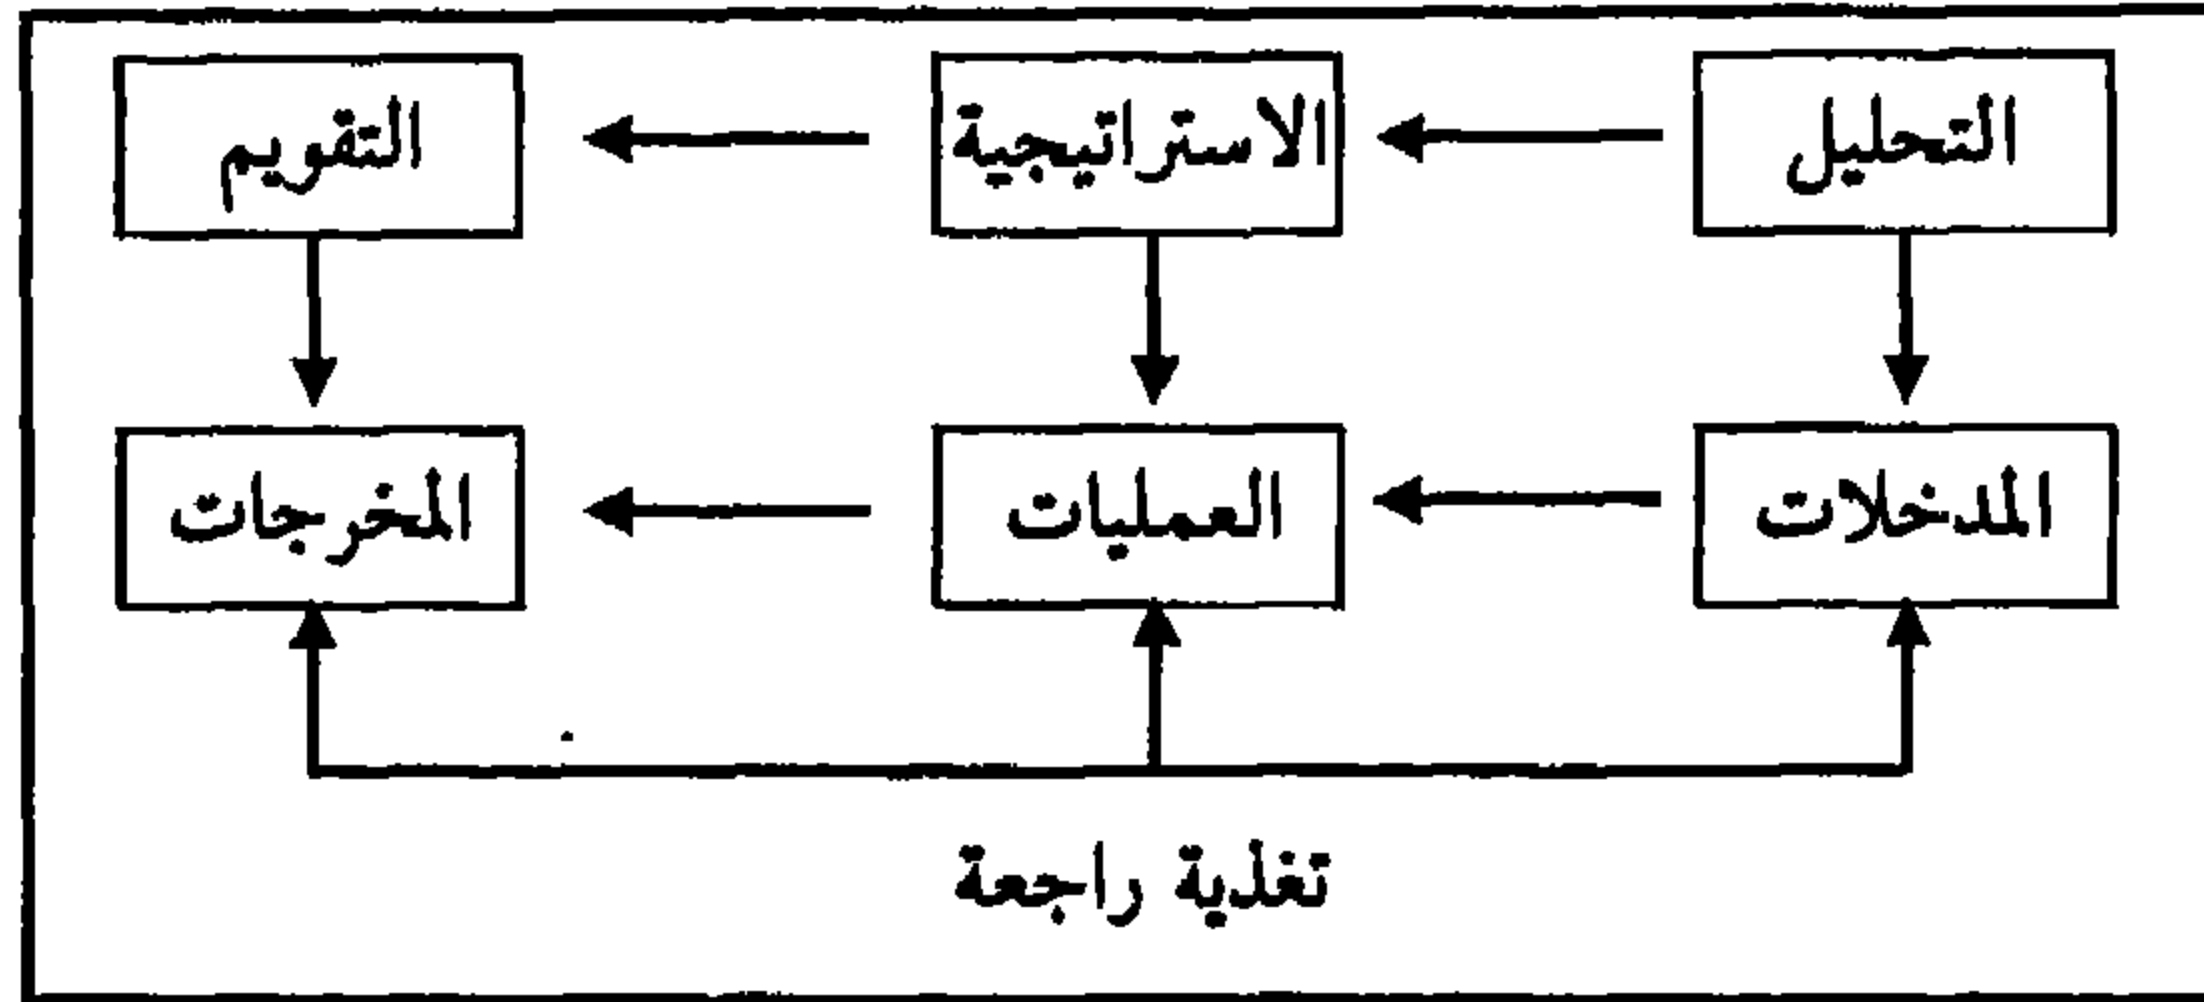 التحليل
الاستراتيجية
التقويم
المدخلات
العمليات
المخرجات
تغذية راجعة